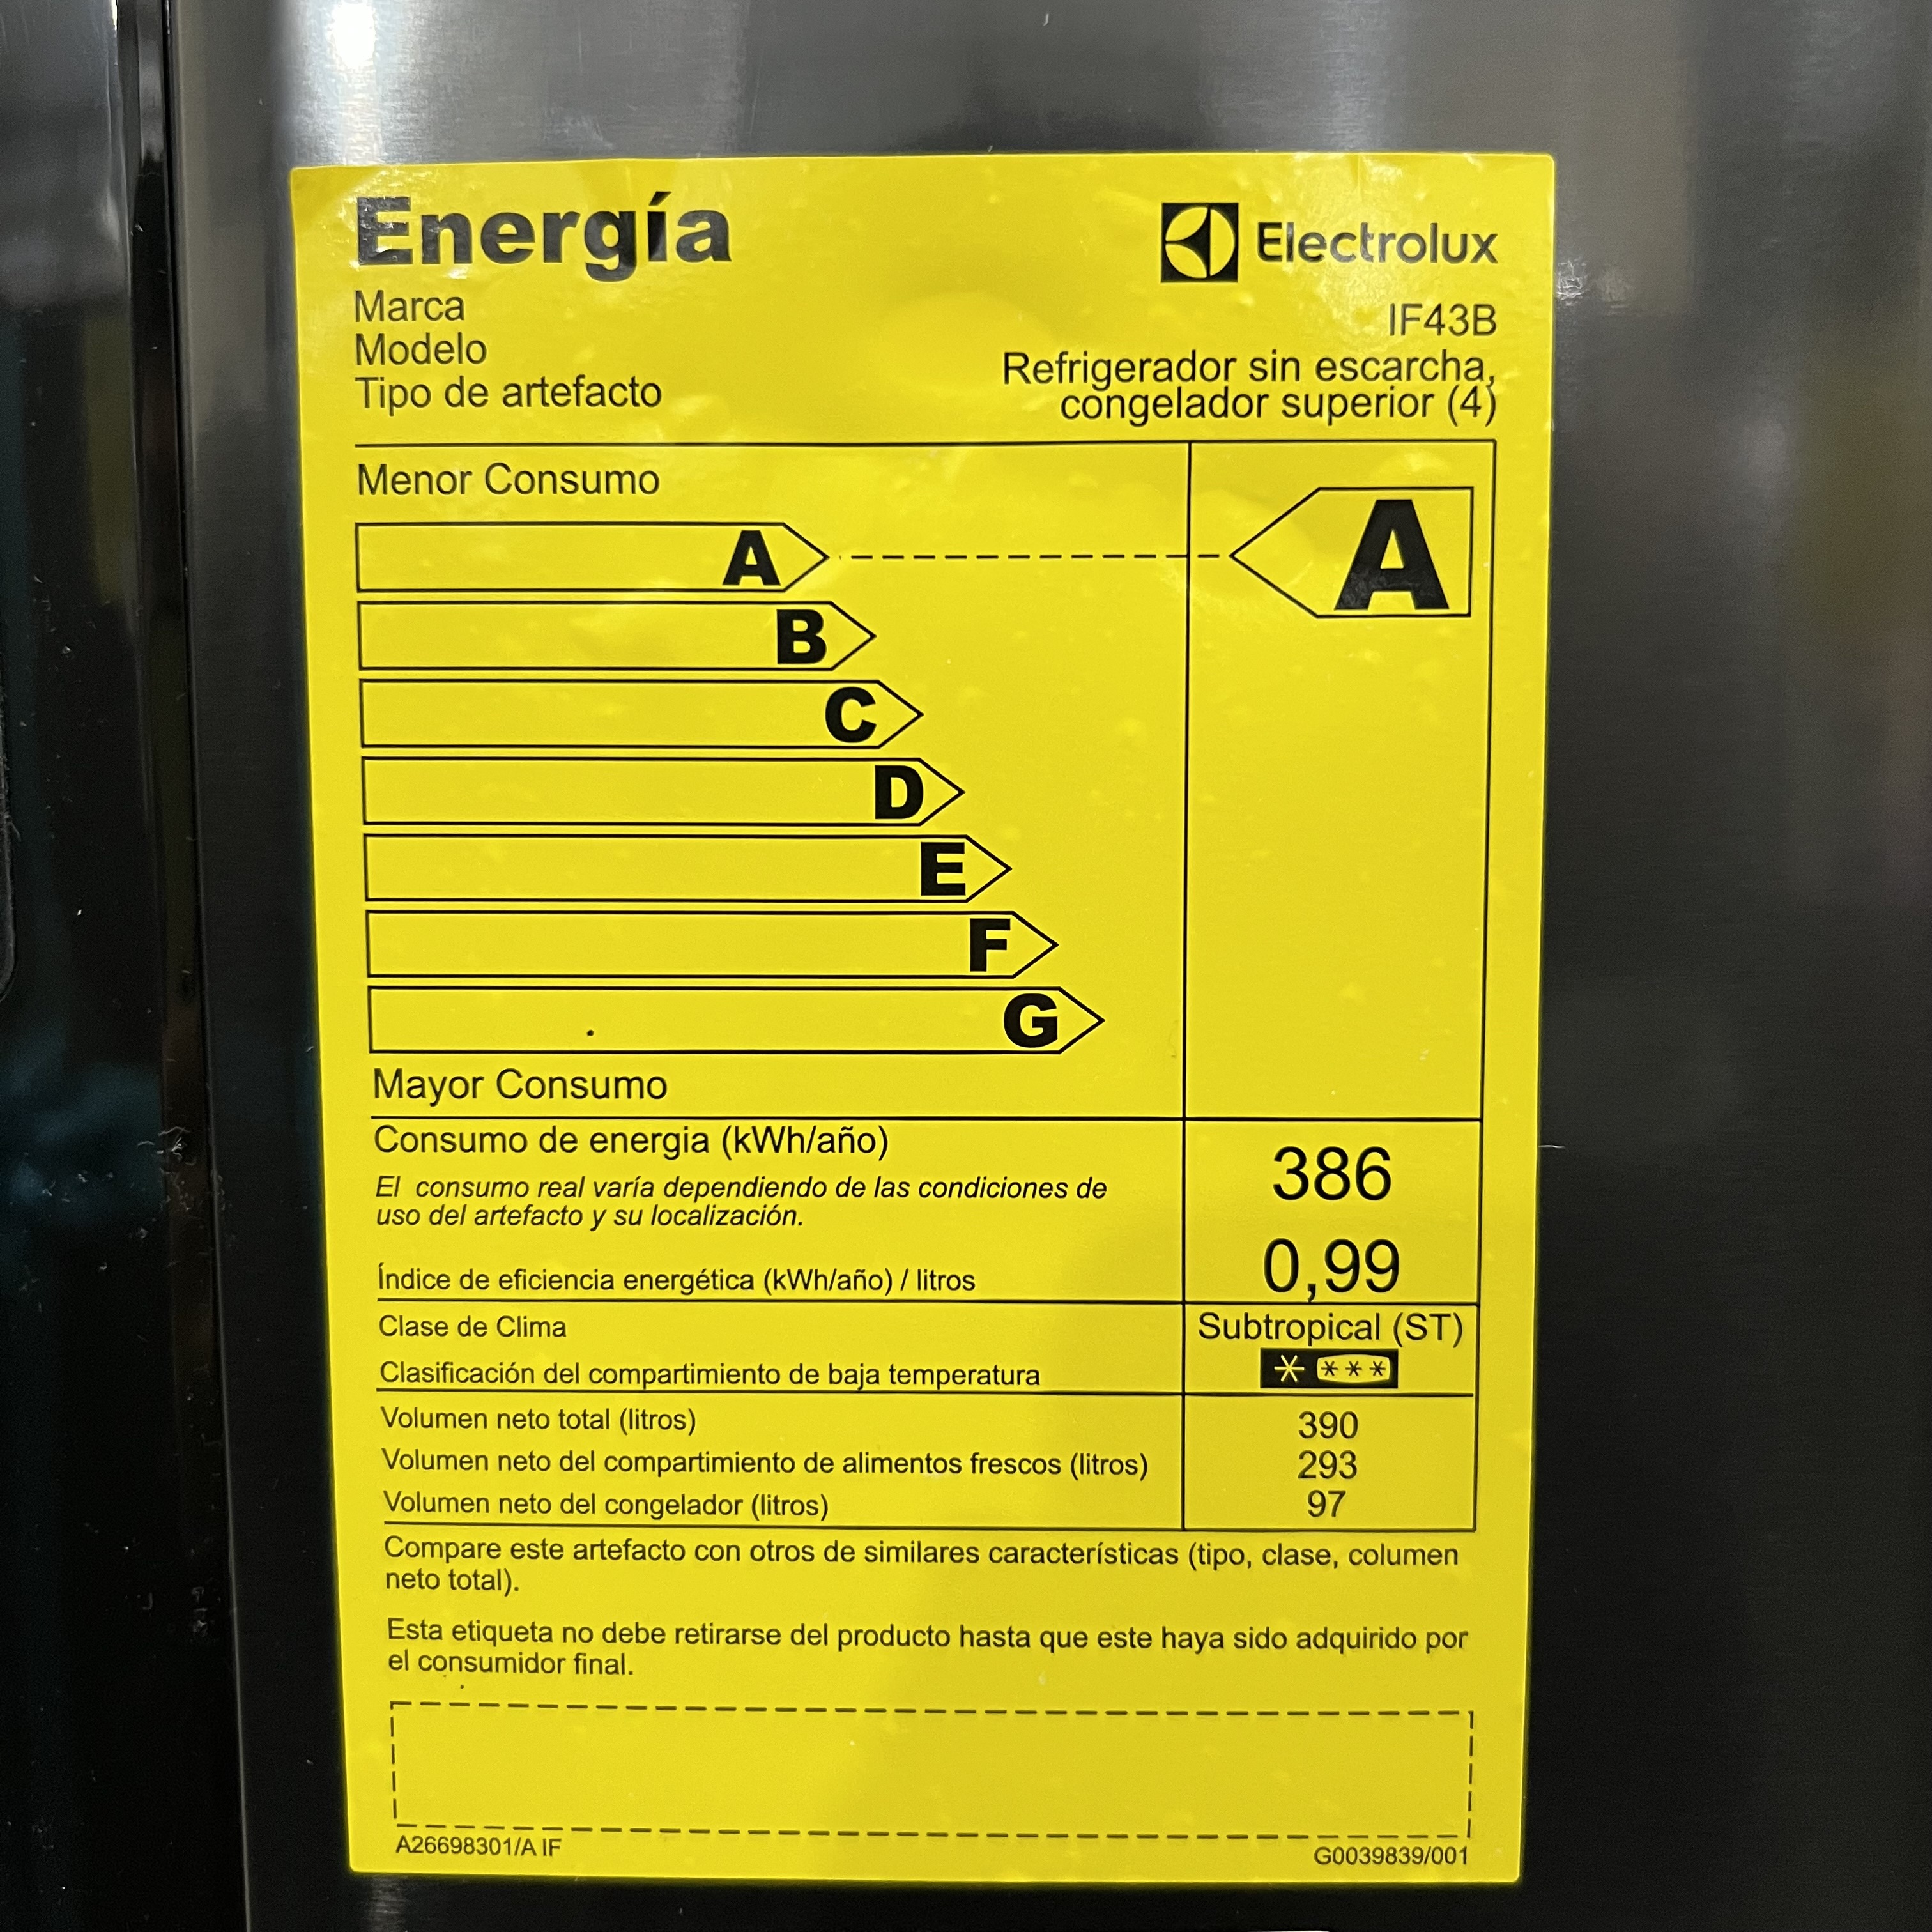 Energía
Electrolux
Marca
IF43B
Modelo
Refrigerador sin escarcha,
Tipo de artefacto
congelador superior (4)
Menor Consumo
A
A
B
C
D
E
F
G
Mayor Consumo
Consumo de energia (kWh/año)
386
El consumo real varía dependiendo de las condiciones de
uso del artefacto y su localización.
Índice de eficiencia energética (kWh/año) / litros
0,99
Clase de Clima
Subtropical (ST)
Clasificación del compartimiento de baja temperatura
* ***
Volumen neto total (litros)
390
Volumen neto del compartimiento de alimentos frescos (litros)
293
Volumen neto del congelador (litros)
97
Compare este artefacto con otros de similares características (tipo, clase, columen
neto total).
Esta etiqueta no debe retirarse del producto hasta que este haya sido adquirido por
el consumidor final.
A26698301/A IF
G0039839/001